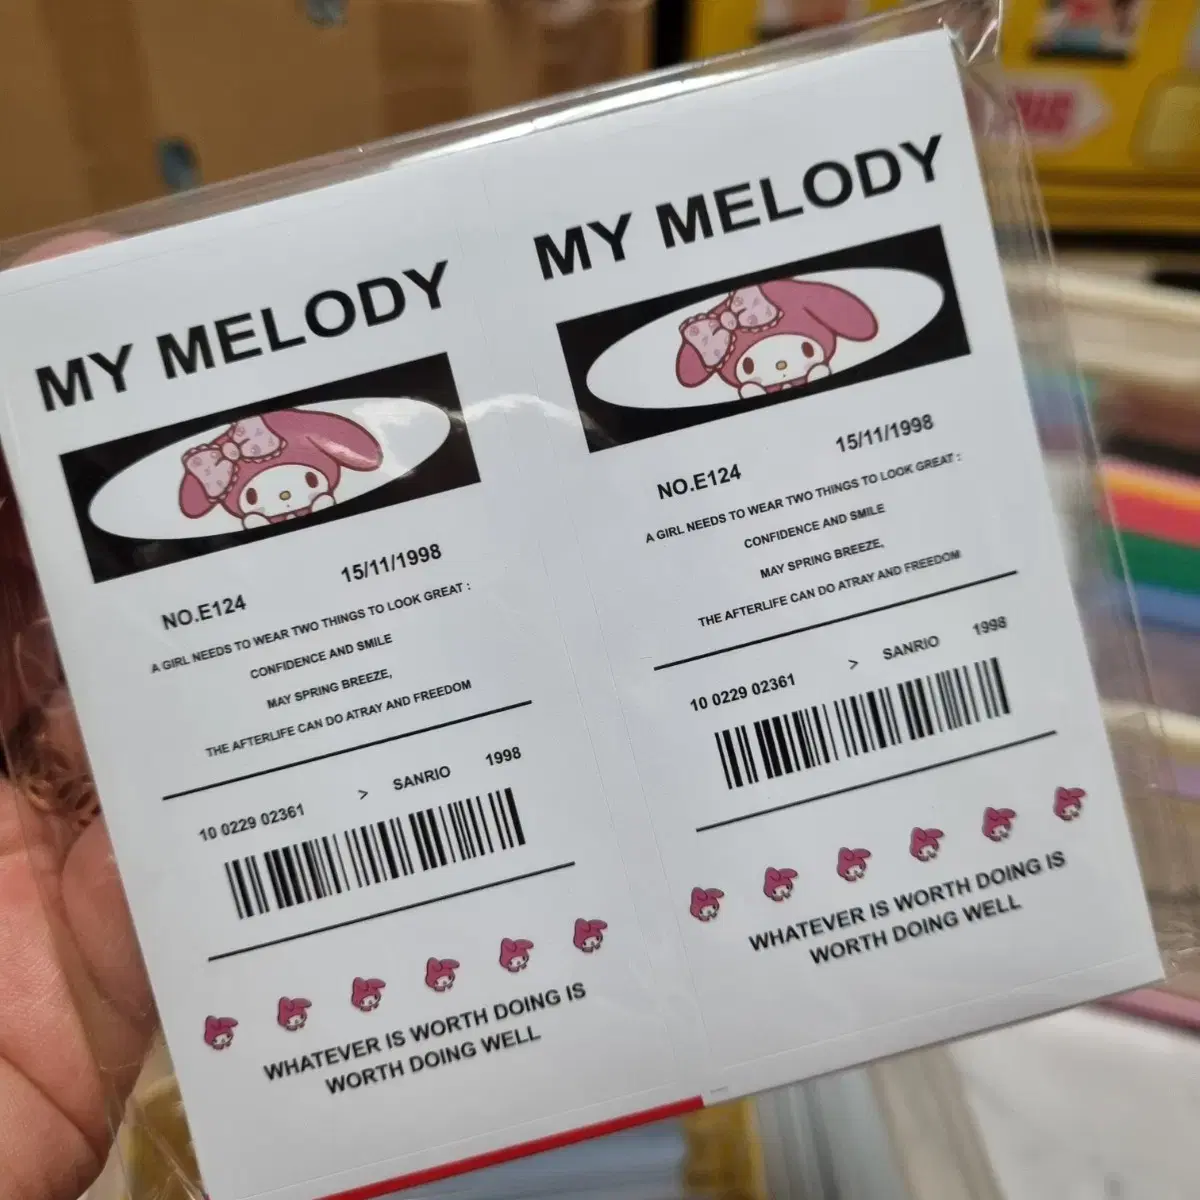 MY MELODY
15/11/1998
NO.E124
A GIRL NEEDS TO WEAR TWO THINGS TO LOOK GREAT :
CONFIDENCE AND SMILE
MAY SPRING BREEZE,
THE AFTERLIFE CAN DO ATRAY AND FREEDOM
10 0229 02361 > SANRIO 1998
WHATEVER IS WORTH DOING IS
WORTH DOING WELL
MY MELODY
15/11/1998
NO.E124
A GIRL NEEDS TO WEAR TWO THINGS TO LOOK GREAT :
CONFIDENCE AND SMILE
MAY SPRING BREEZE,
THE AFTERLIFE CAN DO ATRAY AND FREEDOM
10 0229 02361 > SANRIO 1998
WHATEVER IS WORTH DOING IS
WORTH DOING WELL